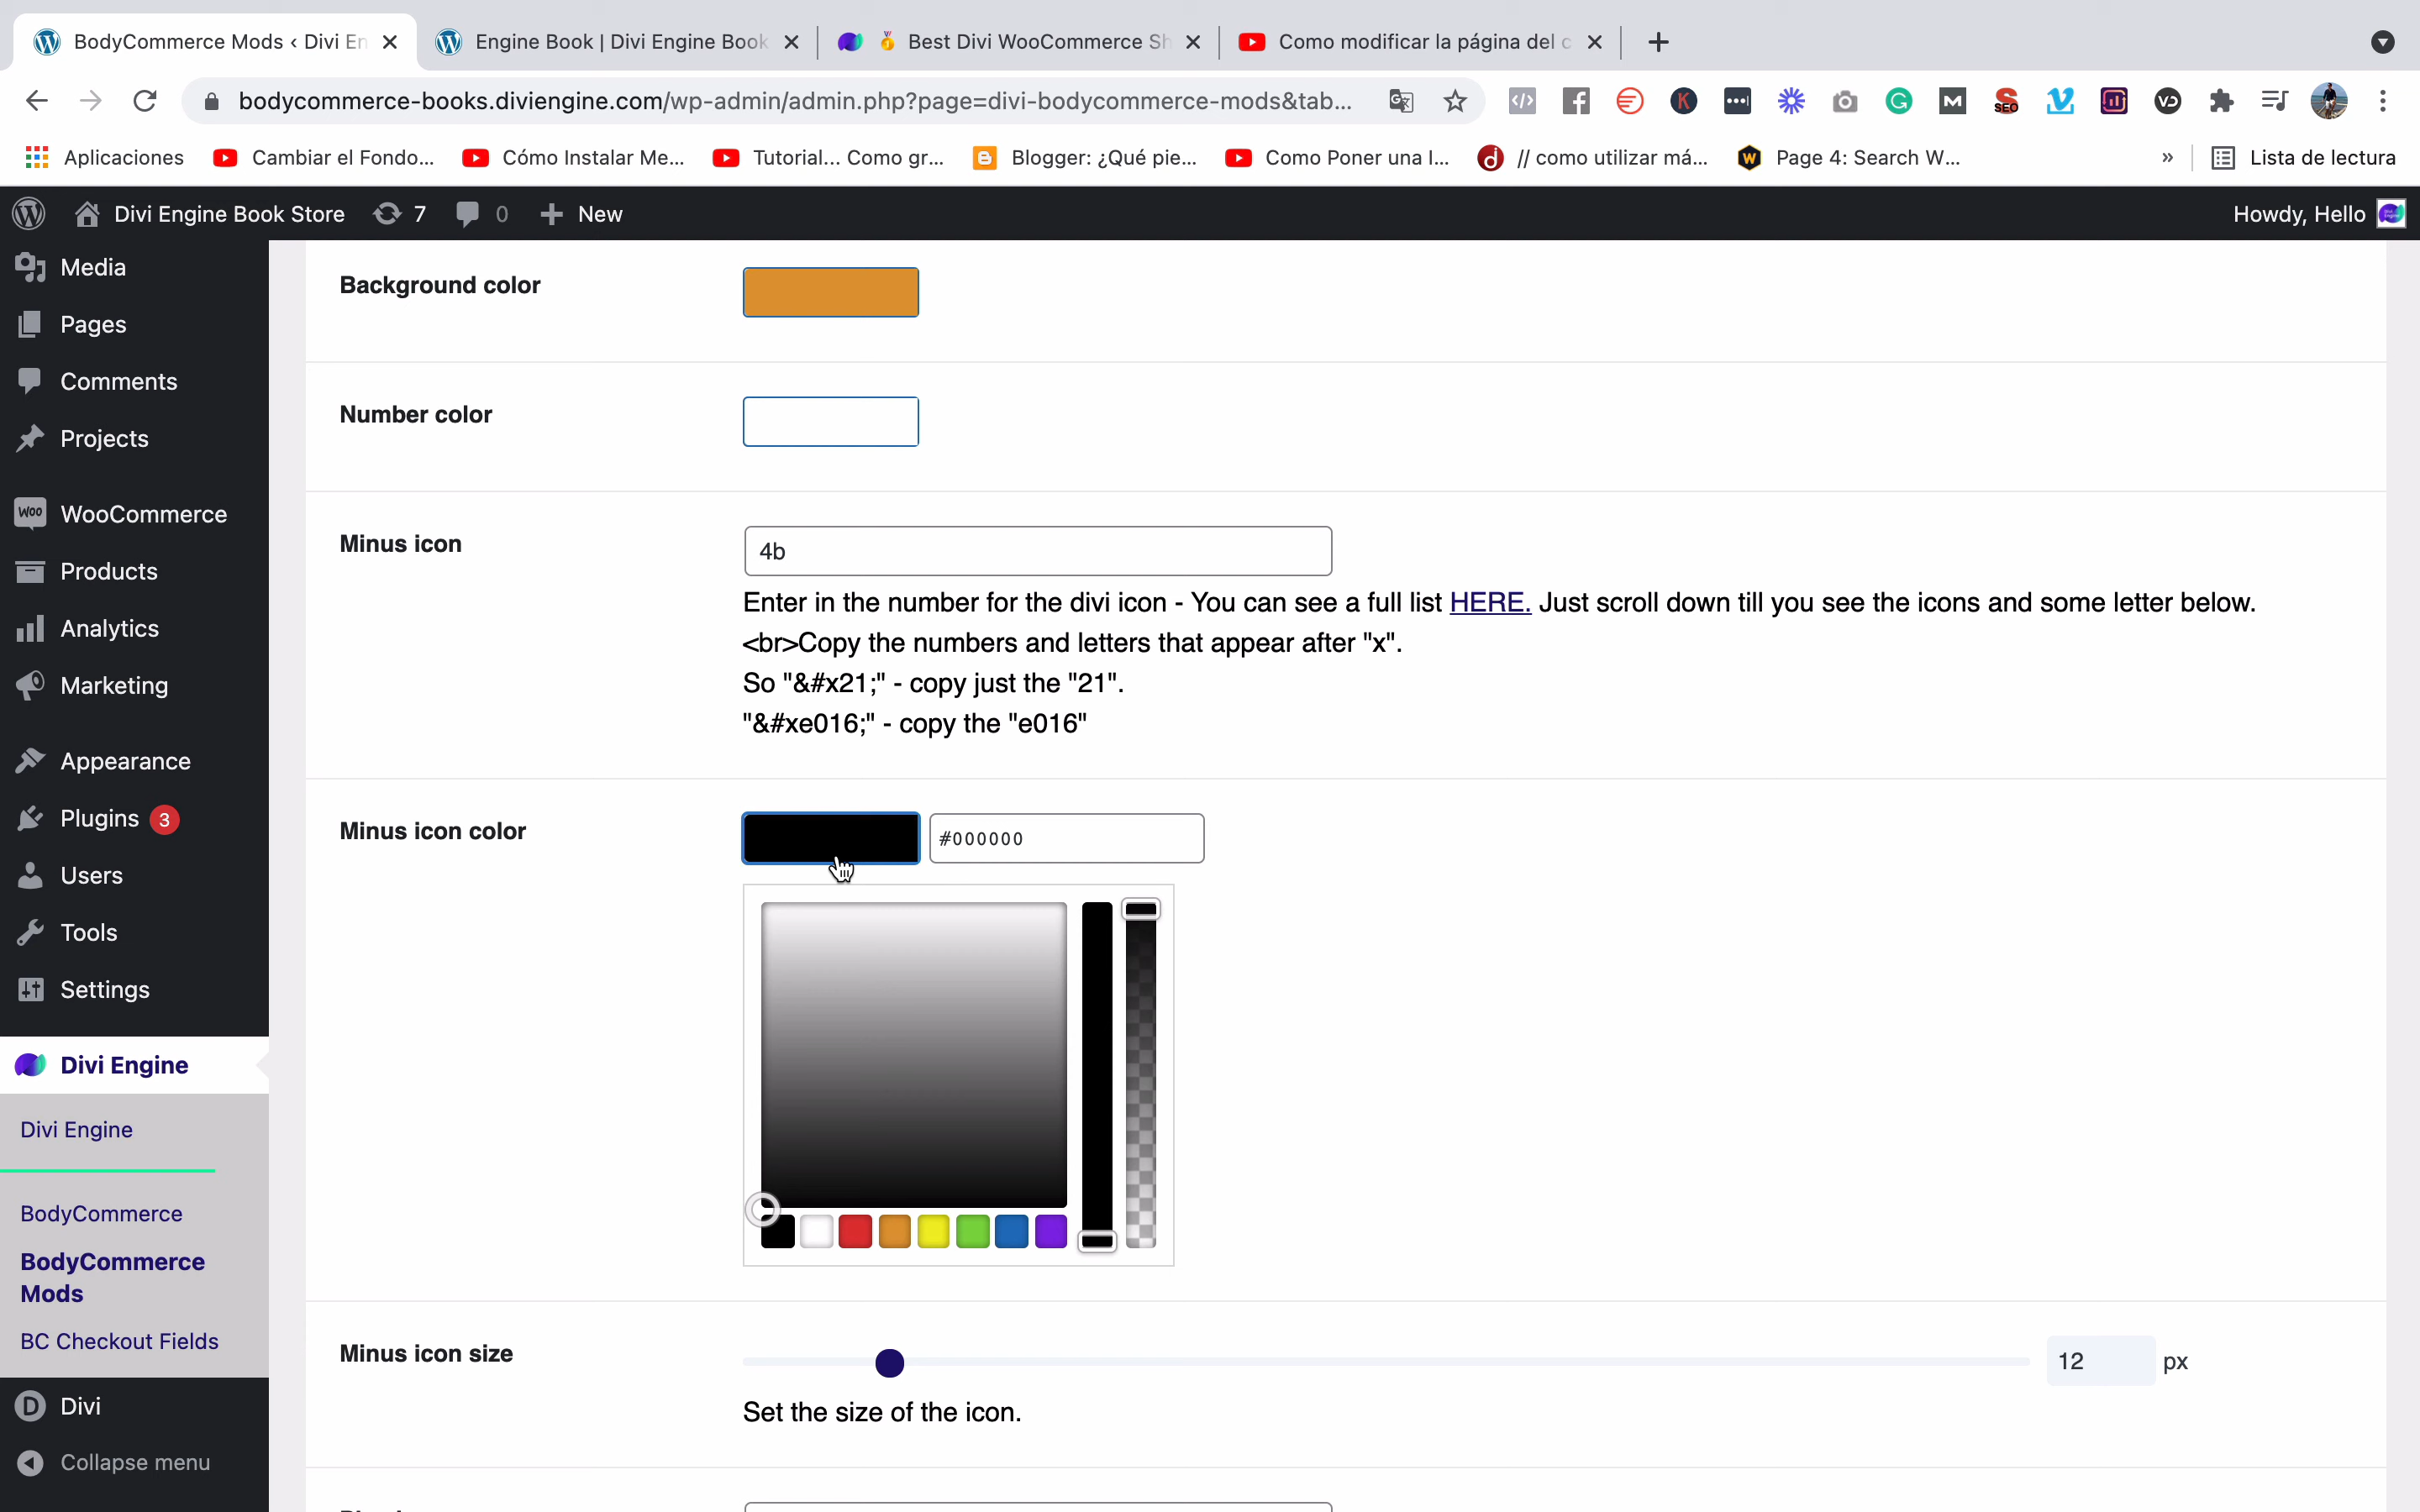 BodyCommerce Mods ‹ Divi En
Engine Book | Divi Engine Book
Best Divi WooCommerce Sh
Como modificar la página del c
bodycommerce-books.diviengine.com/wp-admin/admin.php?page=divi-bodycommerce-mods&tab...
Aplicaciones
Cambiar el Fondo...
Cómo Instalar Me...
Tutorial... Como gr...
Blogger: ¿Qué pie...
Como Poner una I...
// como utilizar má...
Page 4: Search W...
»
Lista de lectura
Divi Engine Book Store
7
0
New
Howdy, Hello
Media
Pages
Comments
Projects
WooCommerce
Products
Analytics
Marketing
Appearance
Plugins 3
Users
Tools
Settings
Divi Engine
Divi Engine
BodyCommerce
BodyCommerce
Mods
BC Checkout Fields
Divi
Collapse menu
Background color
Number color
Minus icon
4b
Enter in the number for the divi icon - You can see a full list HERE. Just scroll down till you see the icons and some letter below.
<br>Copy the numbers and letters that appear after "x".
So "&#x21;" - copy just the "21".
"&#xe016;" - copy the "e016"
Minus icon color
#000000
Minus icon size
12 px
Set the size of the icon.